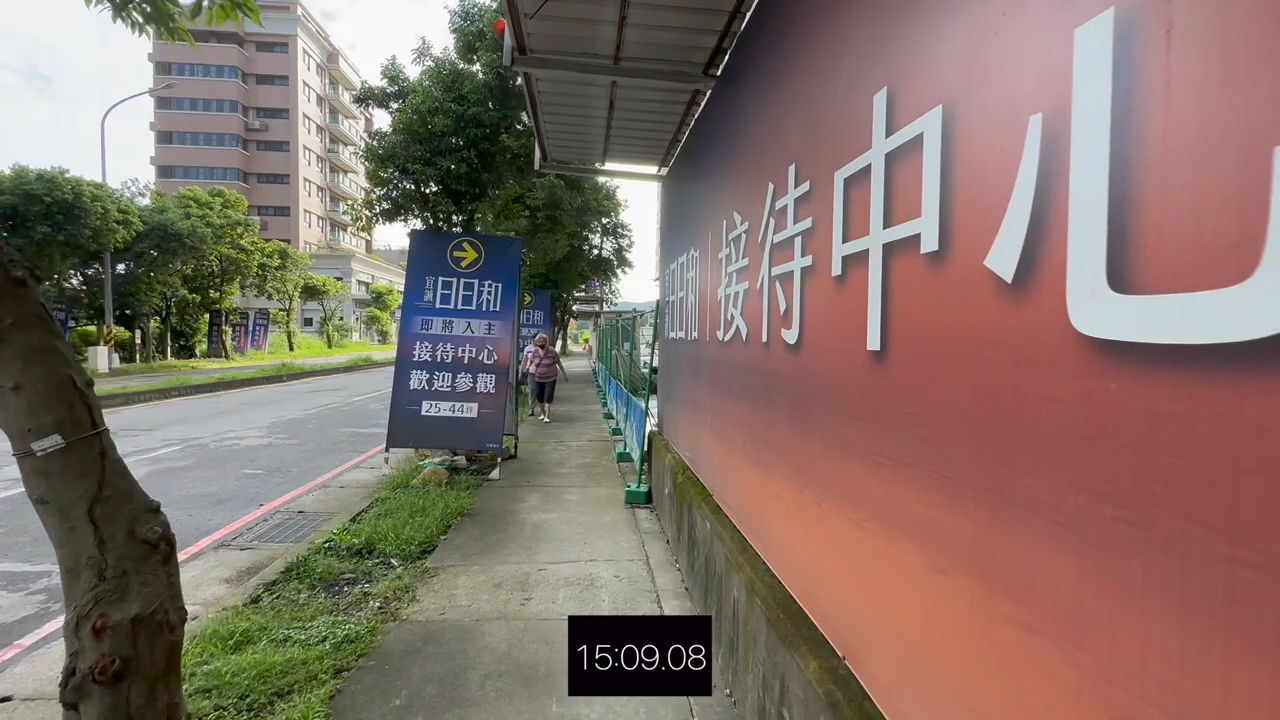 宜誠
日日和
即將入主
接待中心
歡迎參觀
25-44坪
日日和
日日和｜接待中心
15:09.08